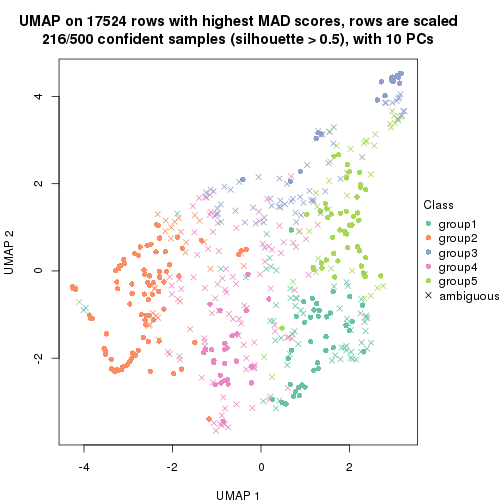 UMAP on 17524 rows with highest MAD scores, rows are scaled
216/500 confident samples (silhouette > 0.5), with 10 PCs
4
2
0
-2
UMAP 2
-4
-2
0
2
UMAP 1
Class
group1
group2
group3
group4
group5
ambiguous